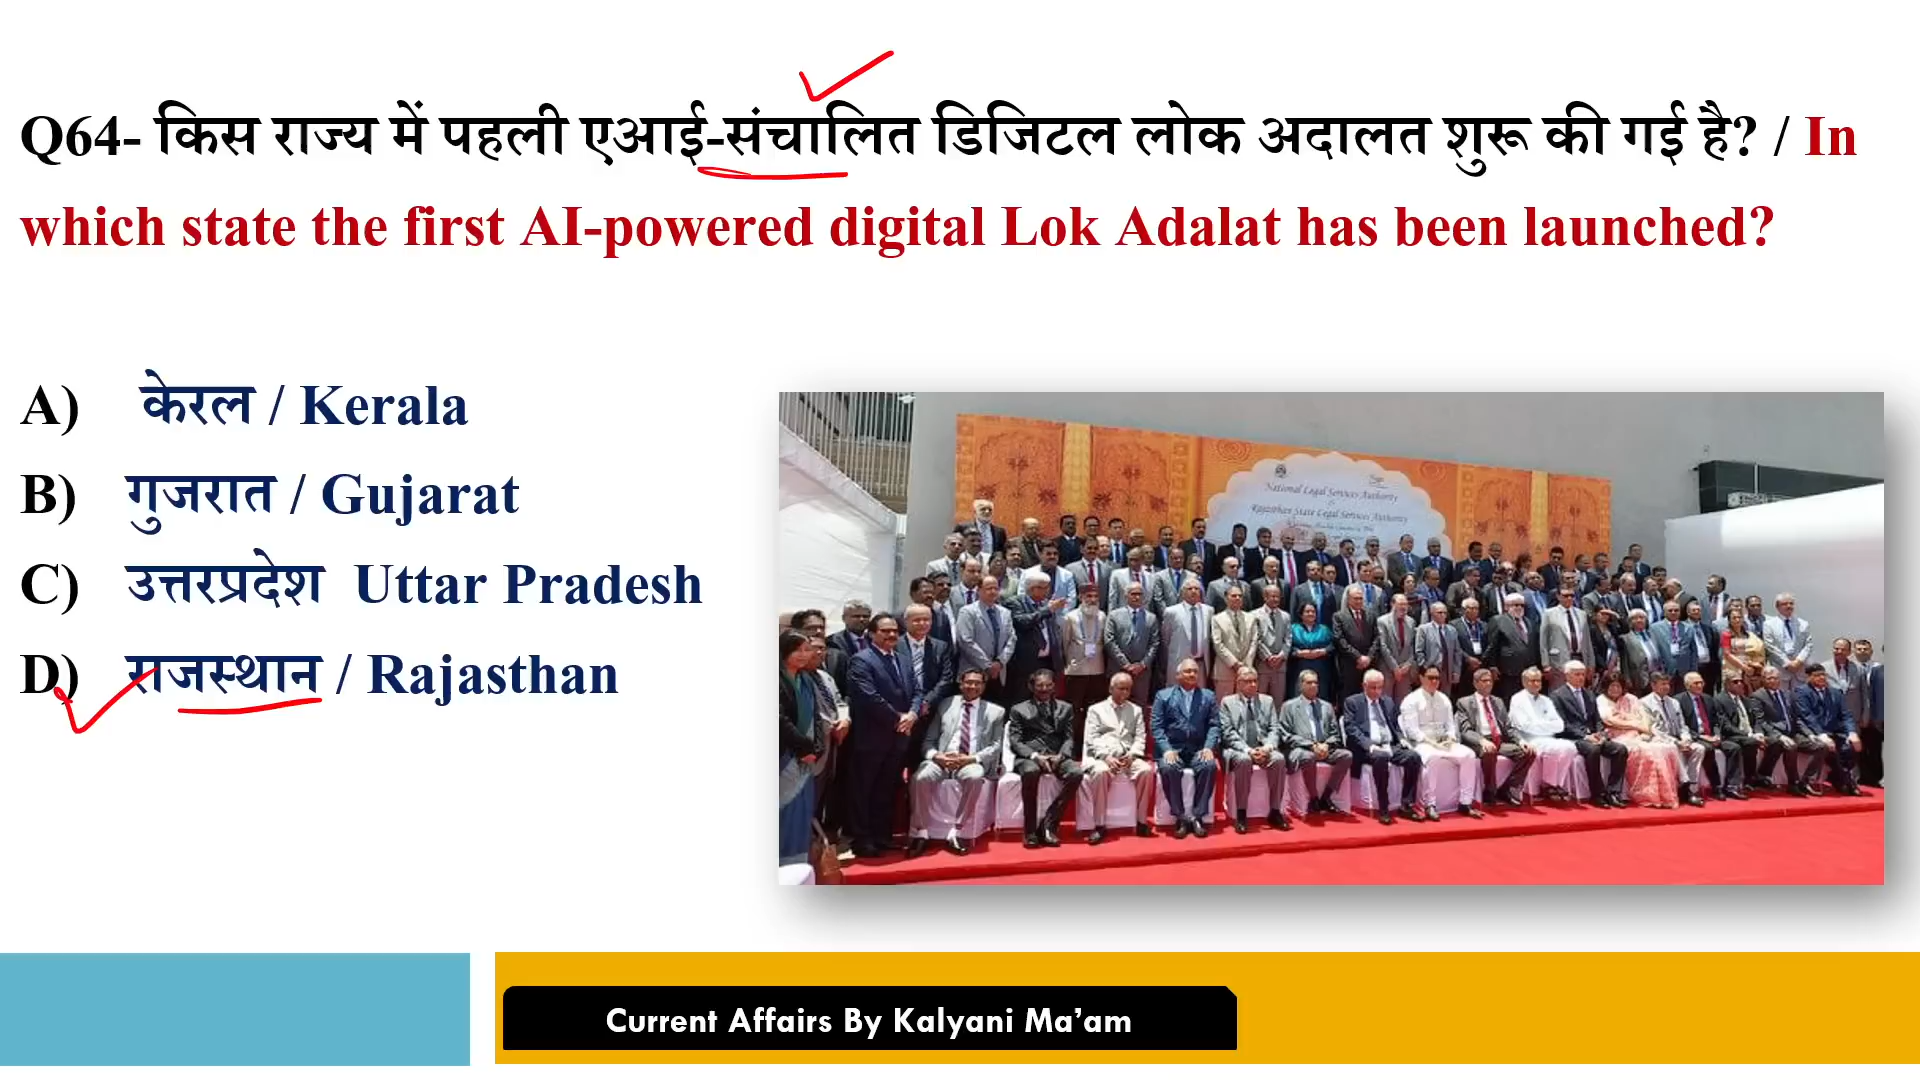 Q64- किस राज्य में पहली एआई-संचालित डिजिटल लोक अदालत शुरू की गई है? / In
which state the first AI-powered digital Lok Adalat has been launched?
A) केरल / Kerala
B) गुजरात / Gujarat
C) उत्तरप्रदेश Uttar Pradesh
D) राजस्थान / Rajasthan
National Legal Services Authority
&
Rajasthan State Legal Services Authority
Current Affairs By Kalyani Ma’am